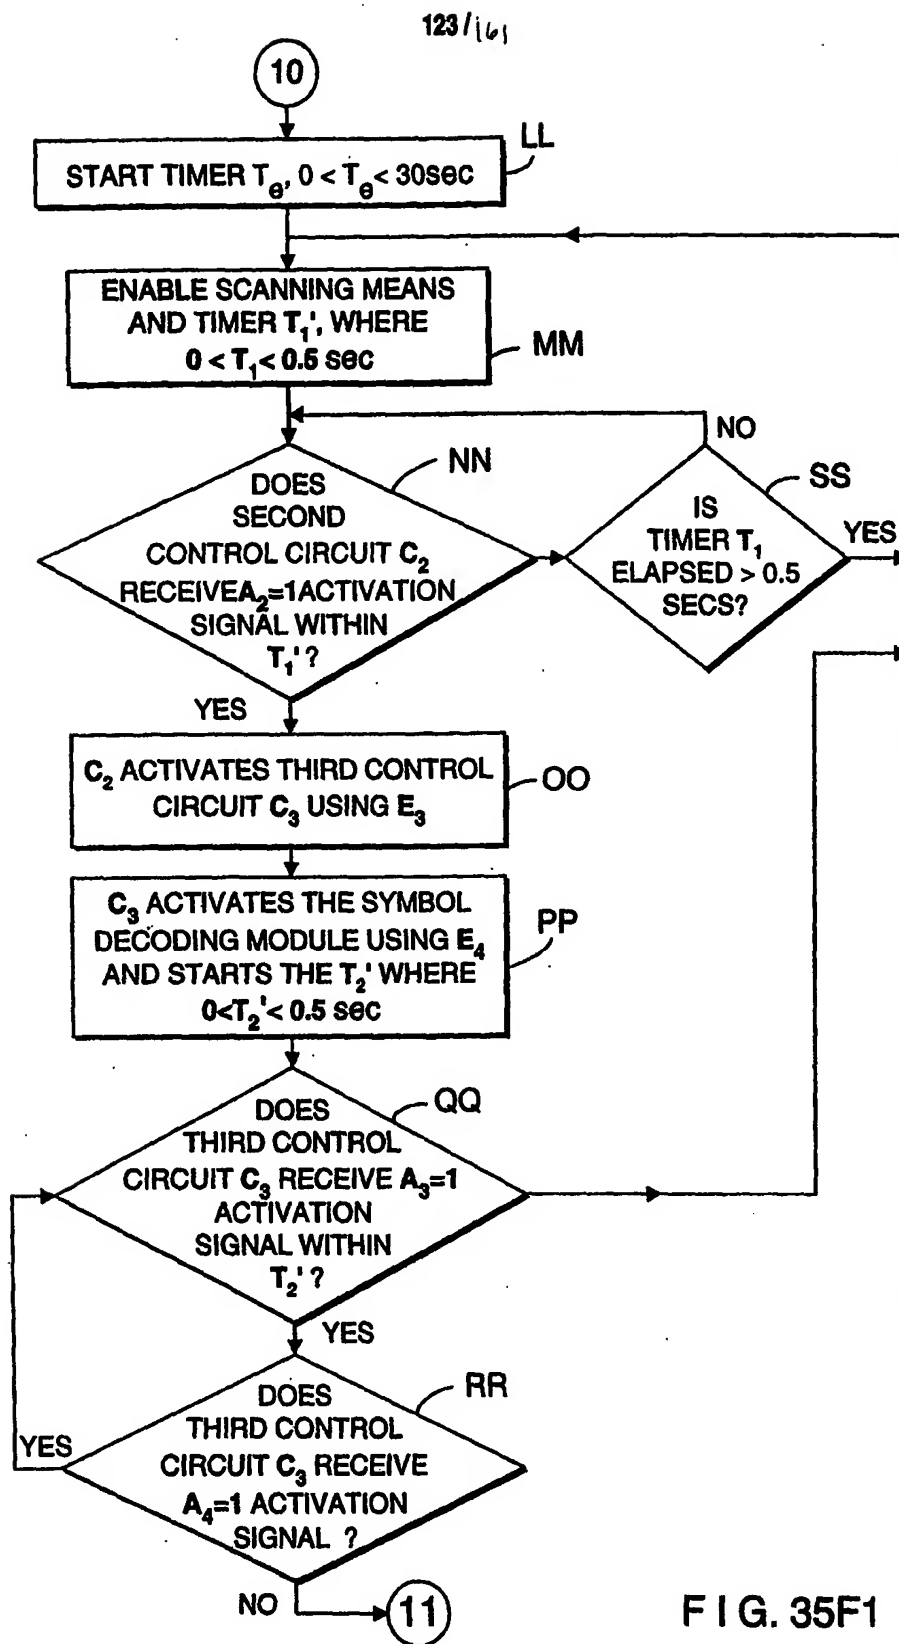 123/161
10
LL
START TIMER Te, 0 < Te < 30sec
ENABLE SCANNING MEANS
AND TIMER T1', WHERE
0 < T1 < 0.5 sec
MM
NO
NN
SS
DOES
SECOND
CONTROL CIRCUIT C2
RECEIVEA2=1ACTIVATION
SIGNAL WITHIN
T1' ?
IS
TIMER T1
ELAPSED > 0.5
SECS?
YES
YES
C2 ACTIVATES THIRD CONTROL
CIRCUIT C3 USING E3
OO
C3 ACTIVATES THE SYMBOL
DECODING MODULE USING E4
AND STARTS THE T2' WHERE
0<T2'< 0.5 sec
PP
QQ
DOES
THIRD CONTROL
CIRCUIT C3 RECEIVE A3=1
ACTIVATION
SIGNAL WITHIN
T2' ?
YES
RR
DOES
THIRD CONTROL
CIRCUIT C3 RECEIVE
A4=1 ACTIVATION
SIGNAL ?
YES
NO
11
FIG. 35F1